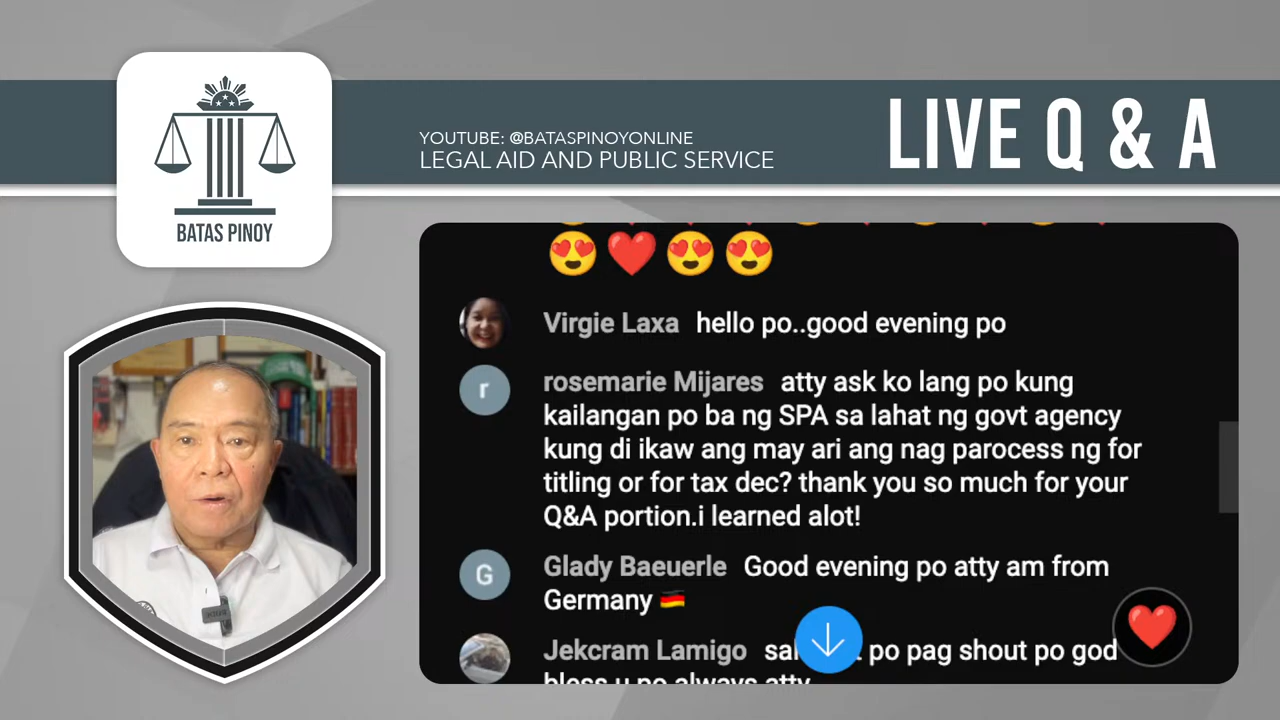 YOUTUBE: @BATASPINOYONLINE
LEGAL AID AND PUBLIC SERVICE
LIVE Q & A
BATAS PINOY
Virgie Laxa hello po..good evening po
r
rosemarie Mijares atty ask ko lang po kung
kailangan po ba ng SPA sa lahat ng govt agency
kung di ikaw ang may ari ang nag parocess ng for
titling or for tax dec? thank you so much for your
Q&A portion.i learned alot!
G
Glady Baeuerle Good evening po atty am from
Germany 🇩🇪
Jekcram Lamigo po pag shout po god
bless u po always atty